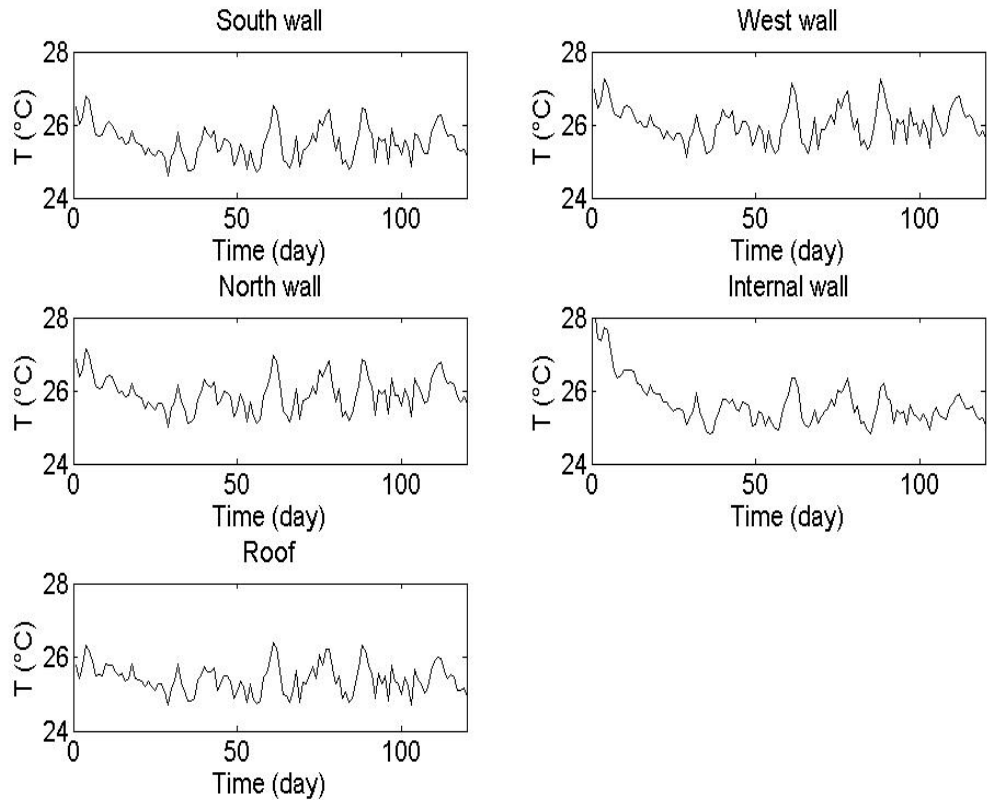 South wall
28
26
24
T (°C)
0
50
100
Time (day)
West wall
28
26
24
T (°C)
0
50
100
Time (day)
North wall
28
26
24
T (°C)
0
50
100
Time (day)
Internal wall
28
26
24
T (°C)
0
50
100
Time (day)
Roof
28
26
24
T (°C)
0
50
100
Time (day)